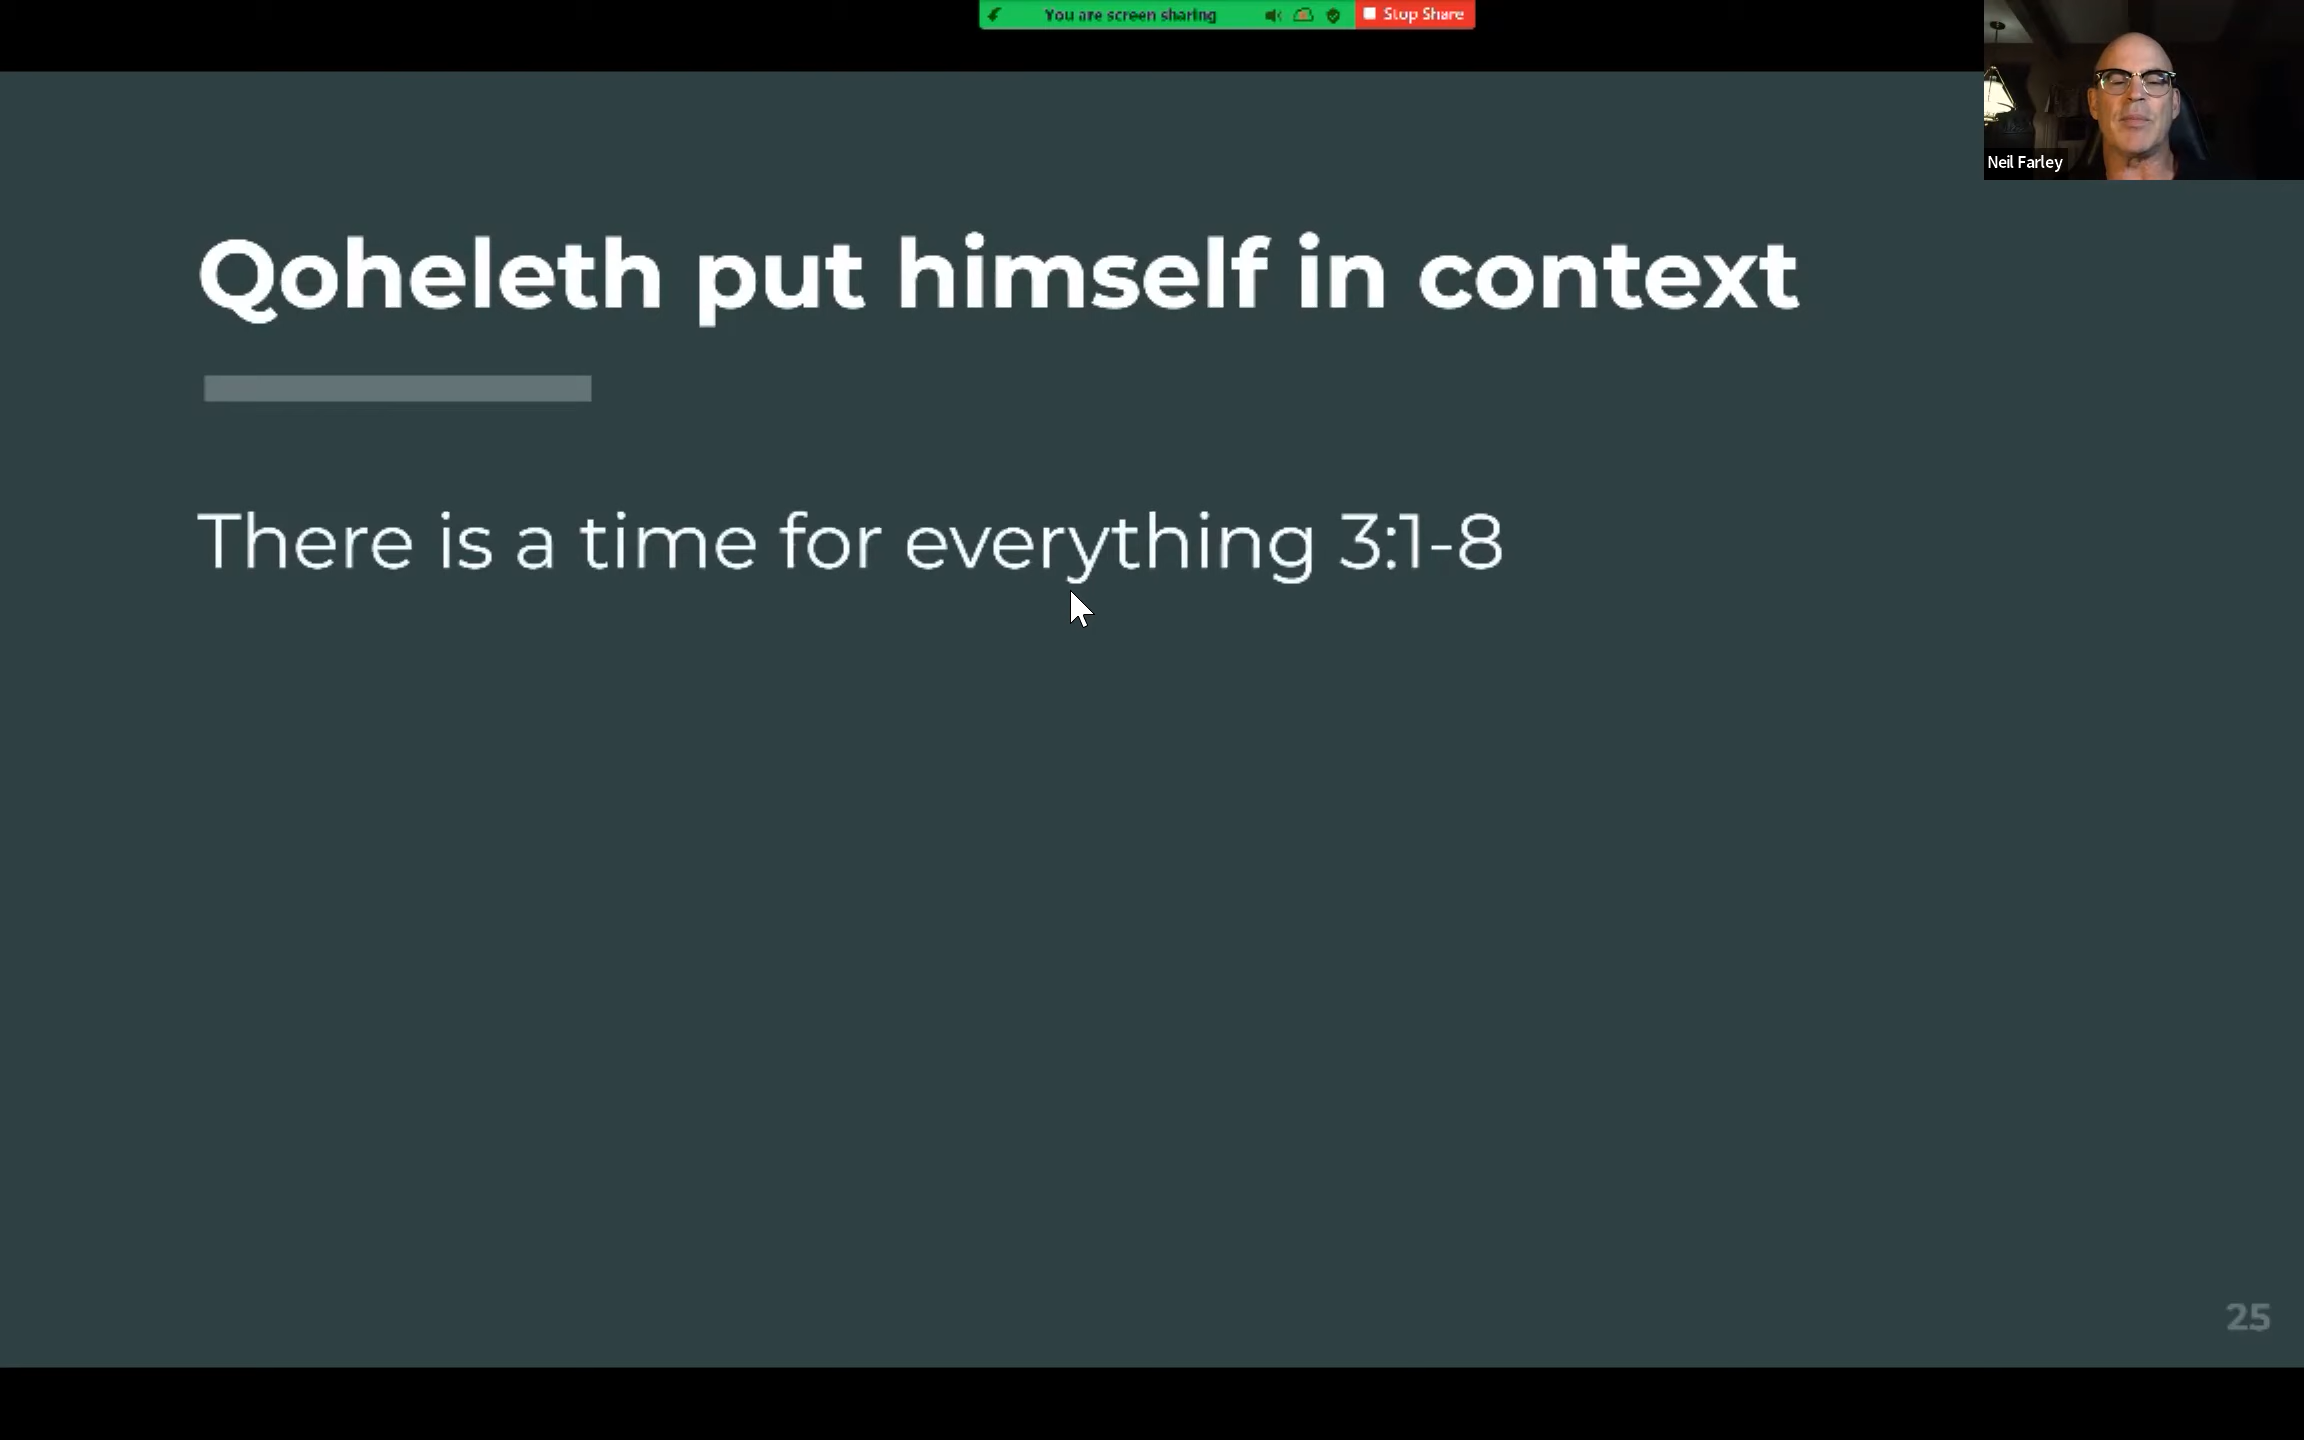 You are screen sharing
Stop Share
Neil Farley
Qoheleth put himself in context
There is a time for everything 3:1-8
25